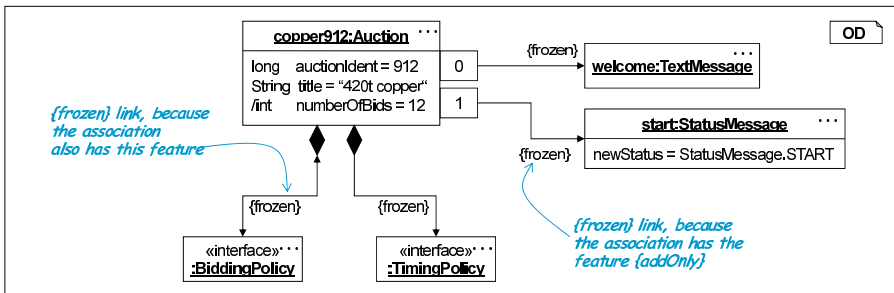 copper912:Auction
...
long auctionIdent = 912
String title = “420t copper“
/int numberOfBids = 12
0
1
{frozen}
...
welcome:TextMessage
OD
{frozen} link, because
the association
also has this feature
...
start:StatusMessage
newStatus = StatusMessage.START
{frozen}
{frozen}
{frozen}
«interface» ...
:BiddingPolicy
«interface» ...
:TimingPolicy
{frozen} link, because
the association has the
feature {addOnly}